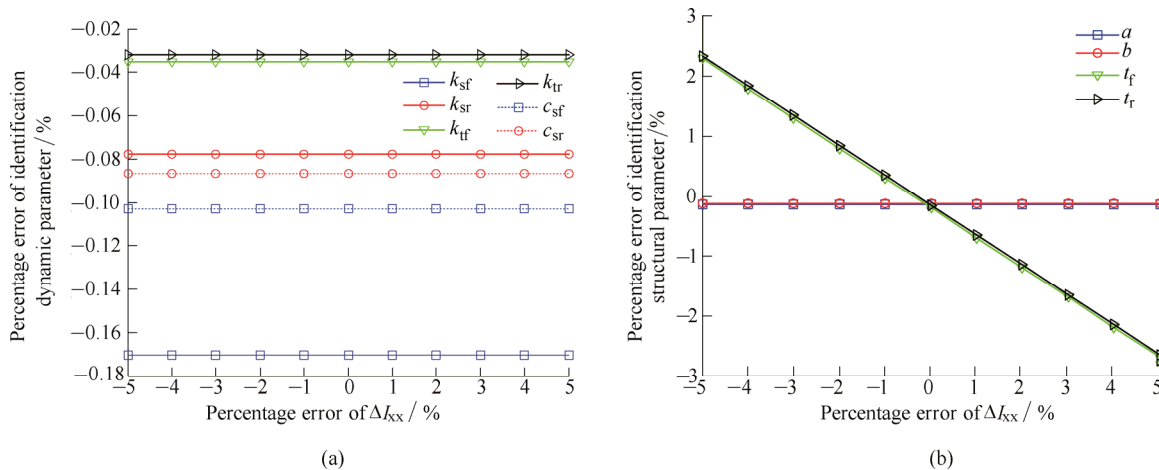 Percentage error of identification
dynamic parameter / %
−0.02
−0.04
−0.06
−0.08
−0.10
−0.12
−0.14
−0.16
−0.18
k_sf
k_sr
k_tf
k_tr
c_sf
c_sr
−5 −4 −3 −2 −1 0 1 2 3 4 5
Percentage error of ΔI_xx / %
(a)
Percentage error of identification
structural parameter /%
3
2
1
0
−1
−2
−3
a
b
t_f
t_r
−5 −4 −3 −2 −1 0 1 2 3 4 5
Percentage error of ΔI_xx / %
(b)